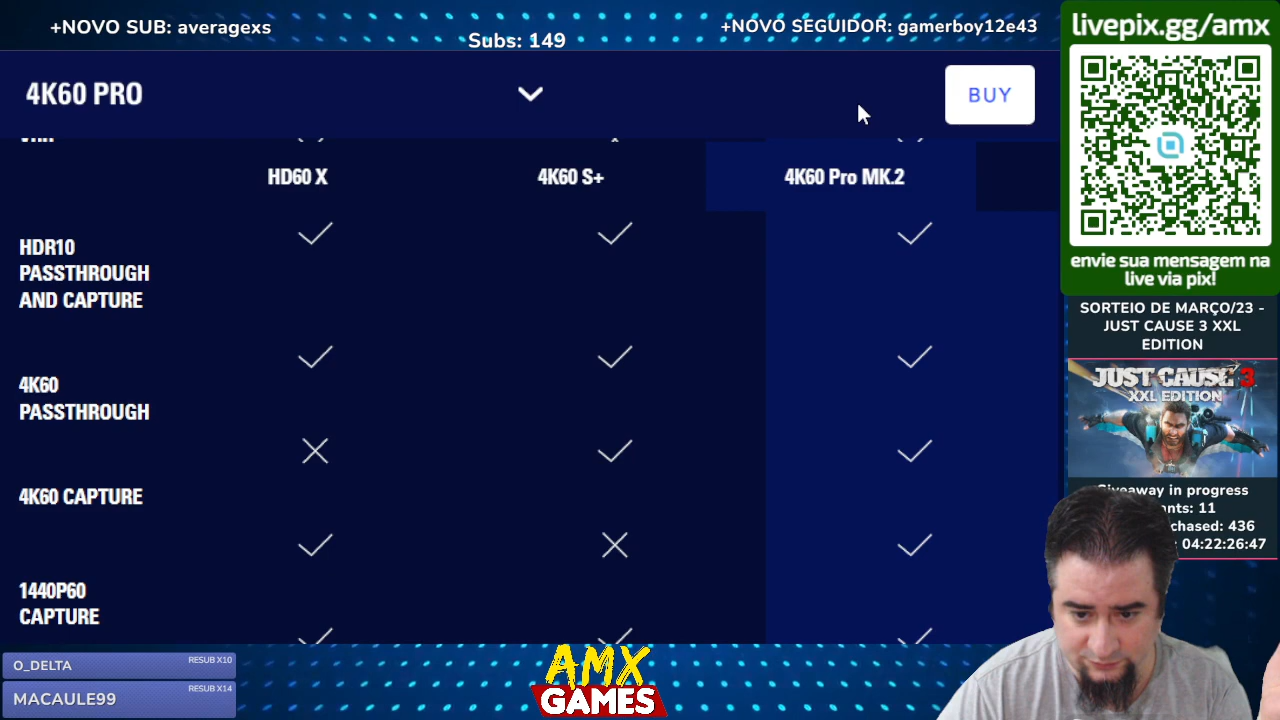 +NOVO SUB: averagexs
Subs: 149
+NOVO SEGUIDOR: gamerboy12e43
livepix.gg/amx
4K60 PRO
BUY
HD60 X
4K60 S+
4K60 Pro MK.2
HDR10
PASSTHROUGH
AND CAPTURE
4K60
PASSTHROUGH
4K60 CAPTURE
1440P60
CAPTURE
envie sua mensagem na
live via pix!
SORTEIO DE MARÇO/23 -
JUST CAUSE 3 XXL
EDITION
JUST CAUSE 3
XXL EDITION
Giveaway in progress
: 11
chased: 436
: 04:22:26:47
O_DELTA
RESUB X10
MACAULE99
RESUB X14
AMX
GAMES